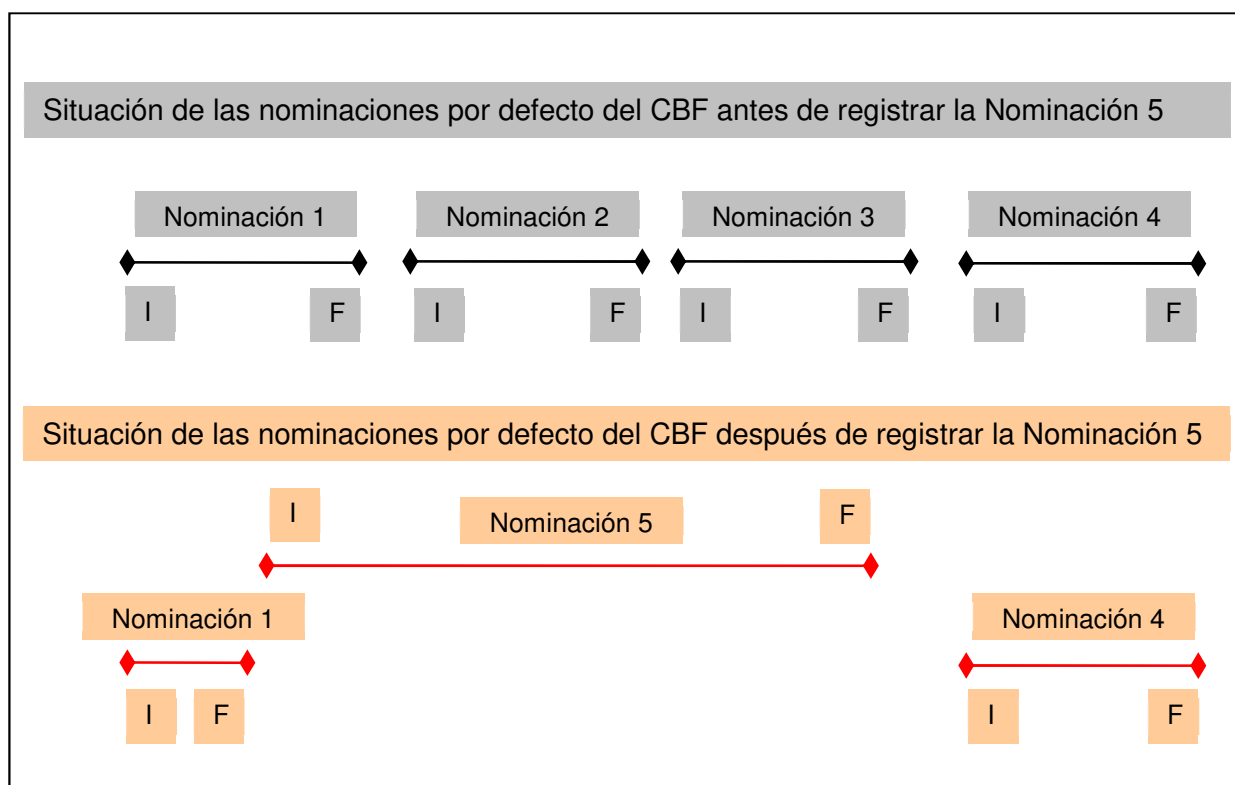 Situación de las nominaciones por defecto del CBF antes de registrar la Nominación 5
Nominación 1 Nominación 2 Nominación 3 Nominación 4
I F I F I F I F
Situación de las nominaciones por defecto del CBF después de registrar la Nominación 5
I Nominación 5 F
Nominación 1 Nominación 4
I F I F